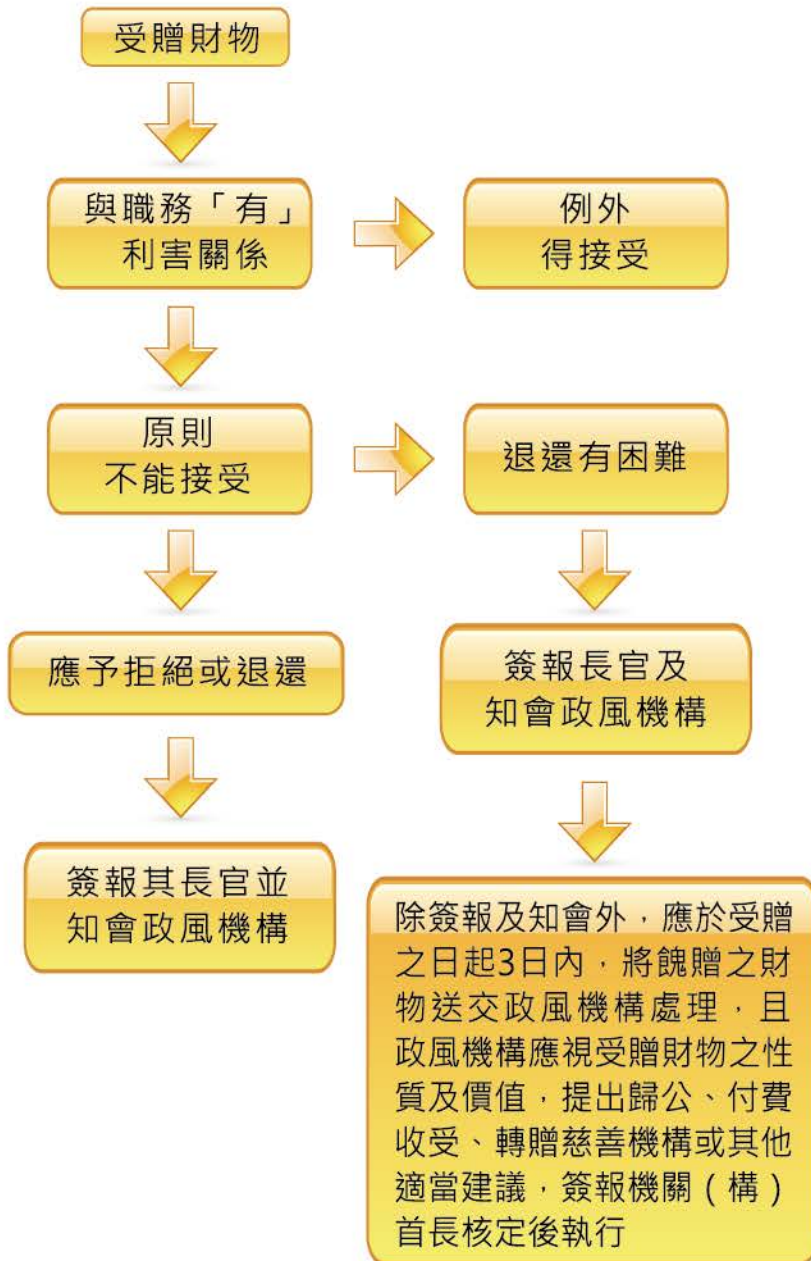 受贈財物
與職務「有」
利害關係
例外
得接受
原則
不能接受
退還有困難
應予拒絕或退還
簽報長官及
知會政風機構
簽報其長官並
知會政風機構
除簽報及知會外，應於受贈
之日起3日內，將餽贈之財
物送交政風機構處理，且
政風機構應視受贈財物之性
質及價值，提出歸公、付費
收受、轉贈慈善機構或其他
適當建議，簽報機關（構）
首長核定後執行